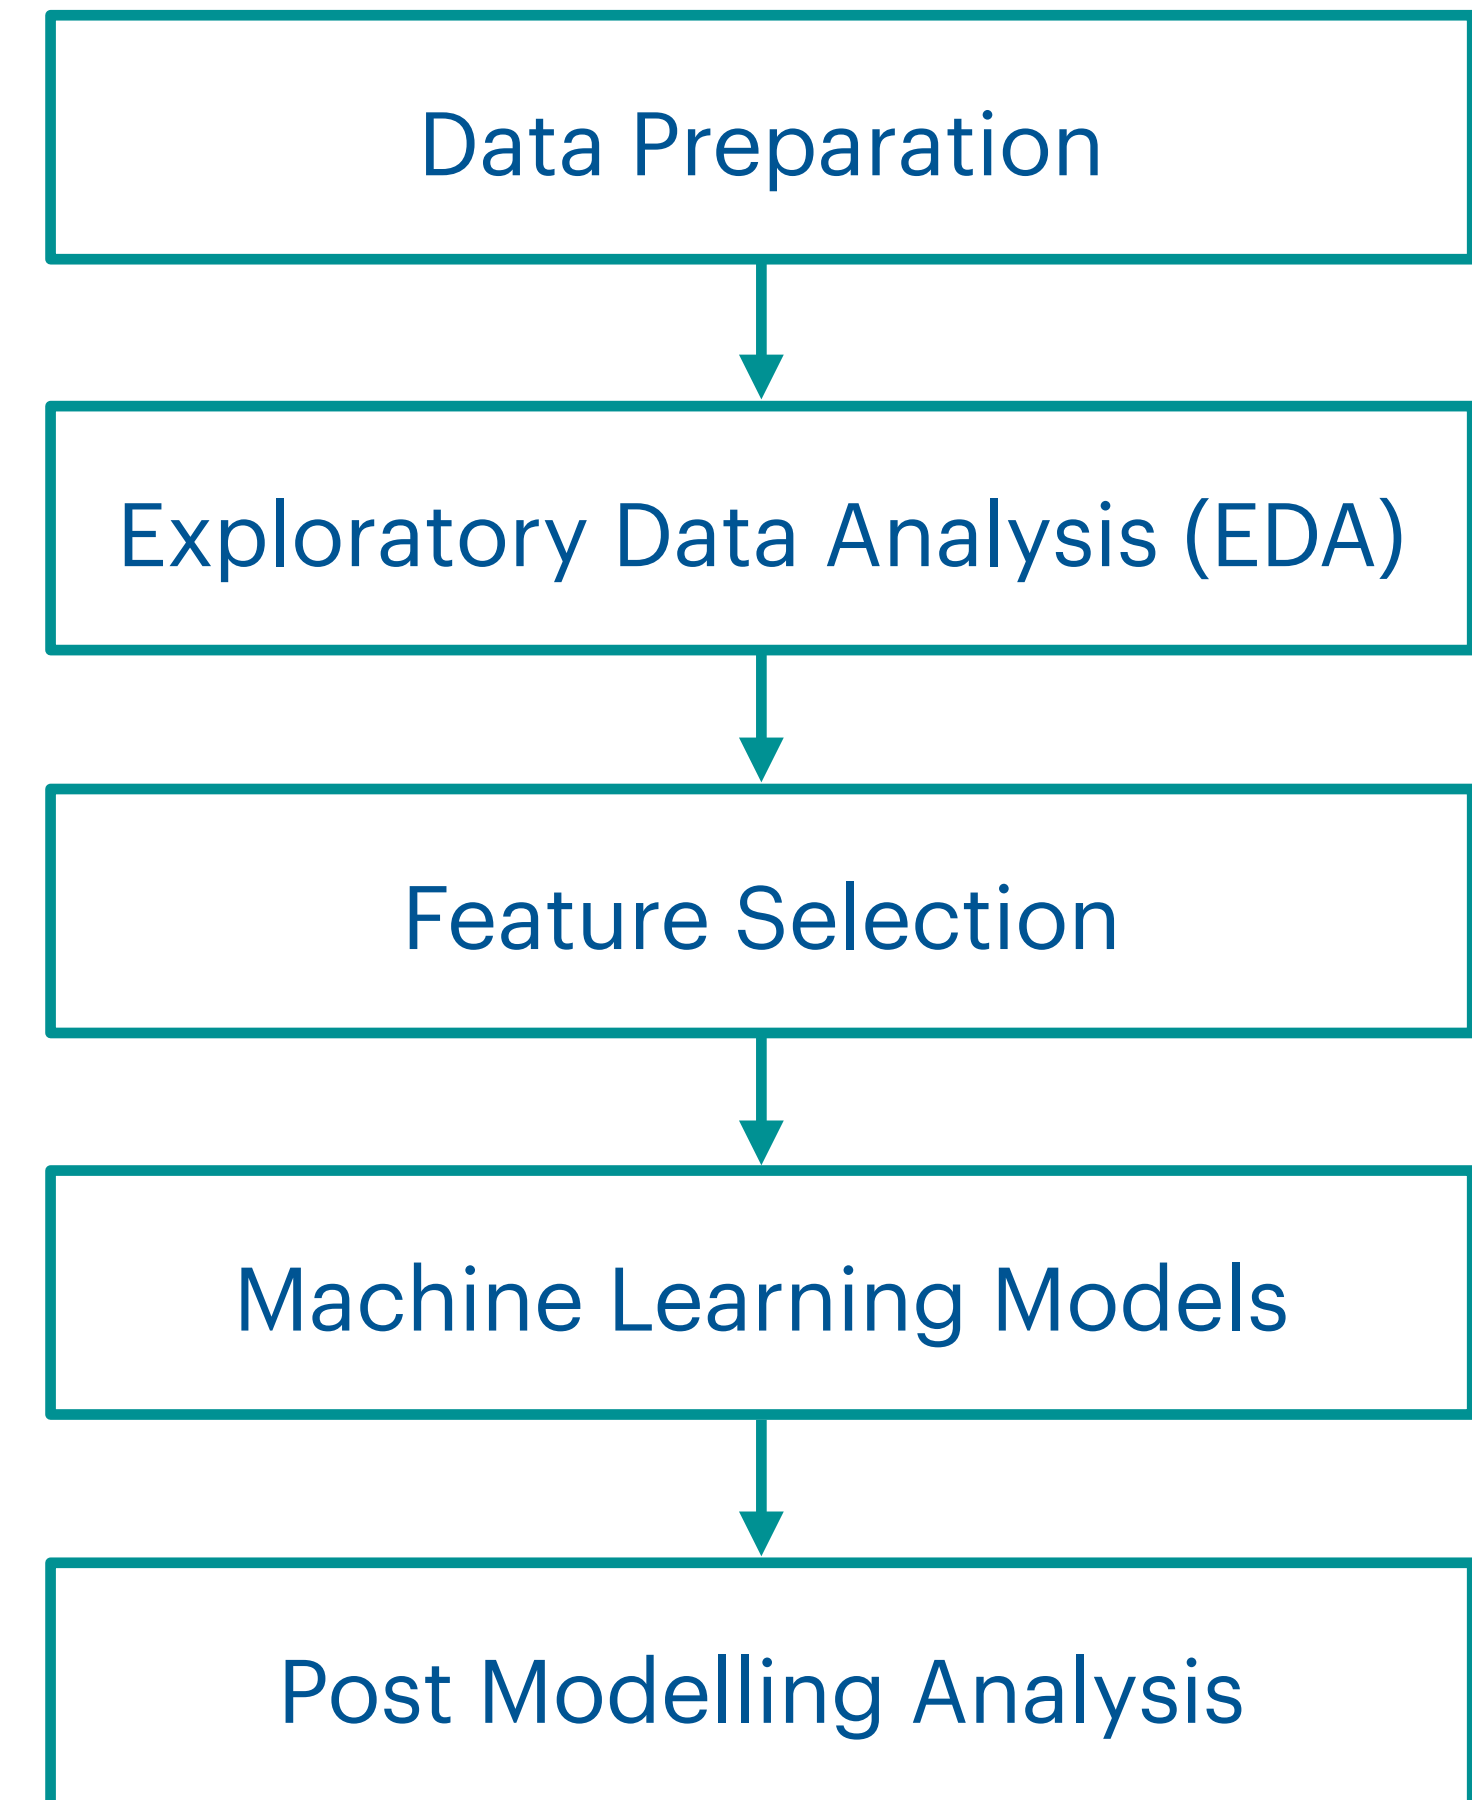 Data Preparation
Exploratory Data Analysis (EDA)
Feature Selection
Machine Learning Models
Post Modelling Analysis